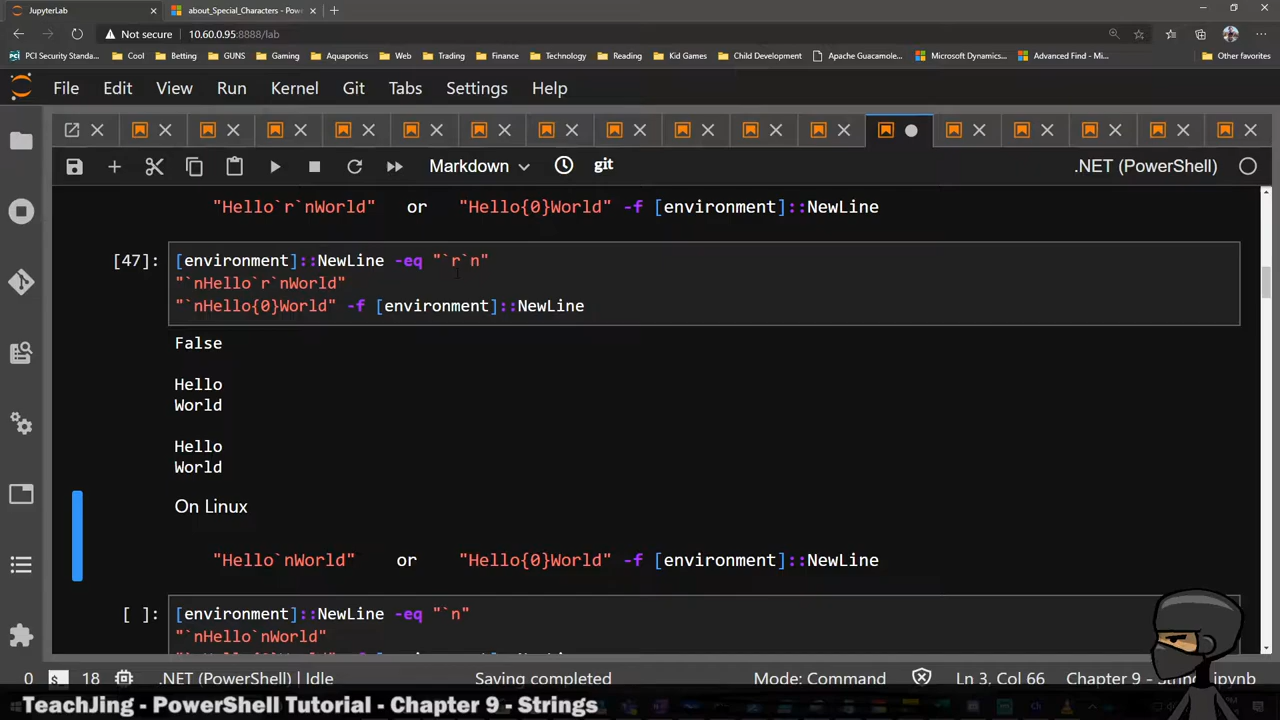 JupyterLab
about_Special_Characters - Powe
Not secure
10.60.0.95:8888/lab
PCI Security Standa...
Cool
Betting
GUNS
Gaming
Aquaponics
Web
Trading
Finance
Technology
Reading
Kid Games
Child Development
Apache Guacamole...
Microsoft Dynamics...
Advanced Find - Mi...
Other favorites
File Edit View Run Kernel Git Tabs Settings Help
Markdown
git
.NET (PowerShell)
"Hello`r`nWorld" or "Hello{0}World" -f [environment]::NewLine
[47]: [environment]::NewLine -eq "`r`n"
"`nHello`r`nWorld"
"`nHello{0}World" -f [environment]::NewLine
False
Hello
World
Hello
World
On Linux
"Hello`nWorld" or "Hello{0}World" -f [environment]::NewLine
[ ]: [environment]::NewLine -eq "`n"
"`nHello`nWorld"
0
$_
18
.NET (PowerShell) | Idle
Saving completed
Mode: Command
Ln 3, Col 66
TeachJing - PowerShell Tutorial - Chapter 9 - Strings